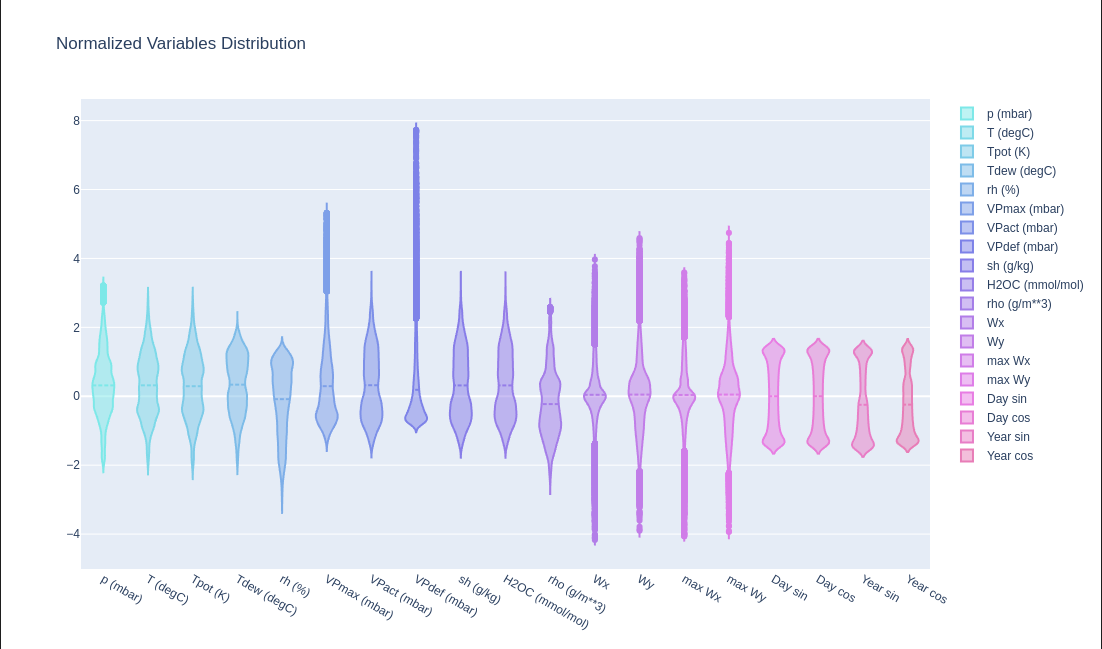 Normalized Variables Distribution
8
6
4
2
0
−2
−4
p (mbar)
T (degC)
Tpot (K)
Tdew (degC)
rh (%)
VPmax (mbar)
VPact (mbar)
VPdef (mbar)
sh (g/kg)
H2OC (mmol/mol)
rho (g/m**3)
Wx
Wy
max Wx
max Wy
Day sin
Day cos
Year sin
Year cos
p (mbar)
T (degC)
Tpot (K)
Tdew (degC)
rh (%)
VPmax (mbar)
VPact (mbar)
VPdef (mbar)
sh (g/kg)
H2OC (mmol/mol)
rho (g/m**3)
Wx
Wy
max Wx
max Wy
Day sin
Day cos
Year sin
Year cos